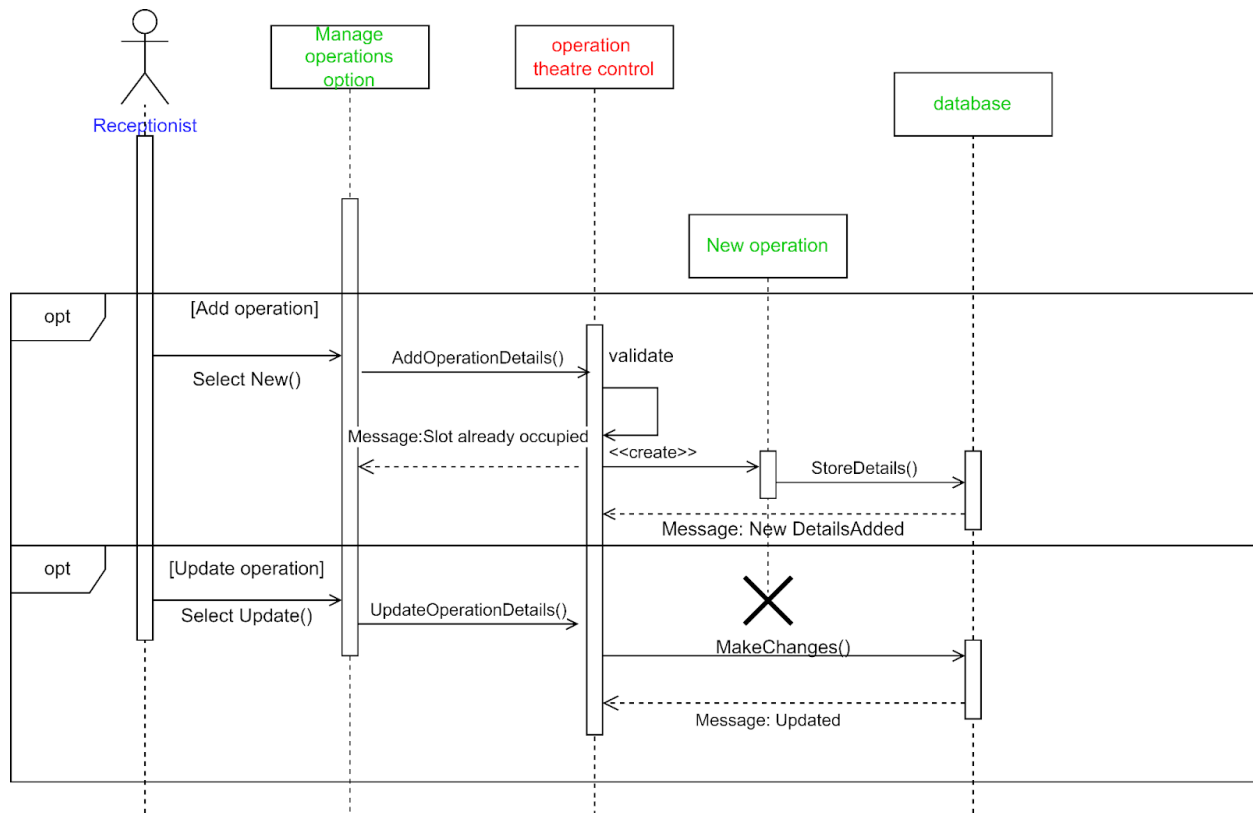 Manage
operations
option
operation
theatre control
database
Receptionist
New operation
opt
[Add operation]
Select New()
AddOperationDetails()
validate
Message:Slot already occupied
<<create>>
StoreDetails()
Message: New DetailsAdded
opt
[Update operation]
Select Update()
UpdateOperationDetails()
MakeChanges()
Message: Updated